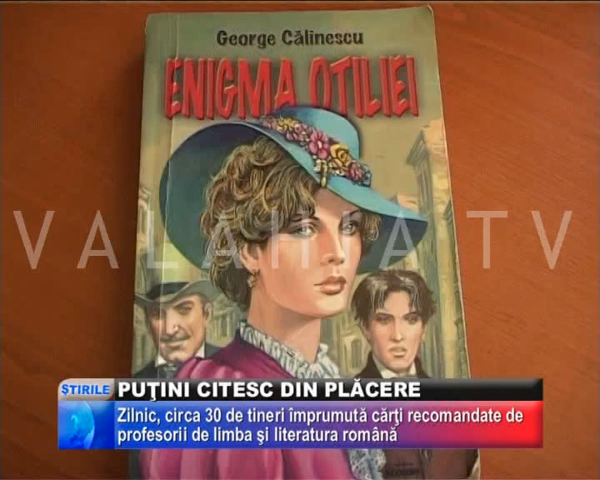 George Călinescu
ENIGMA OTILIEI
VALAHIA TV
ŞTIRILE
PUŢINI CITESC DIN PLĂCERE
Zilnic, circa 30 de tineri împrumută cărţi recomandate de
profesorii de limba şi literatura română